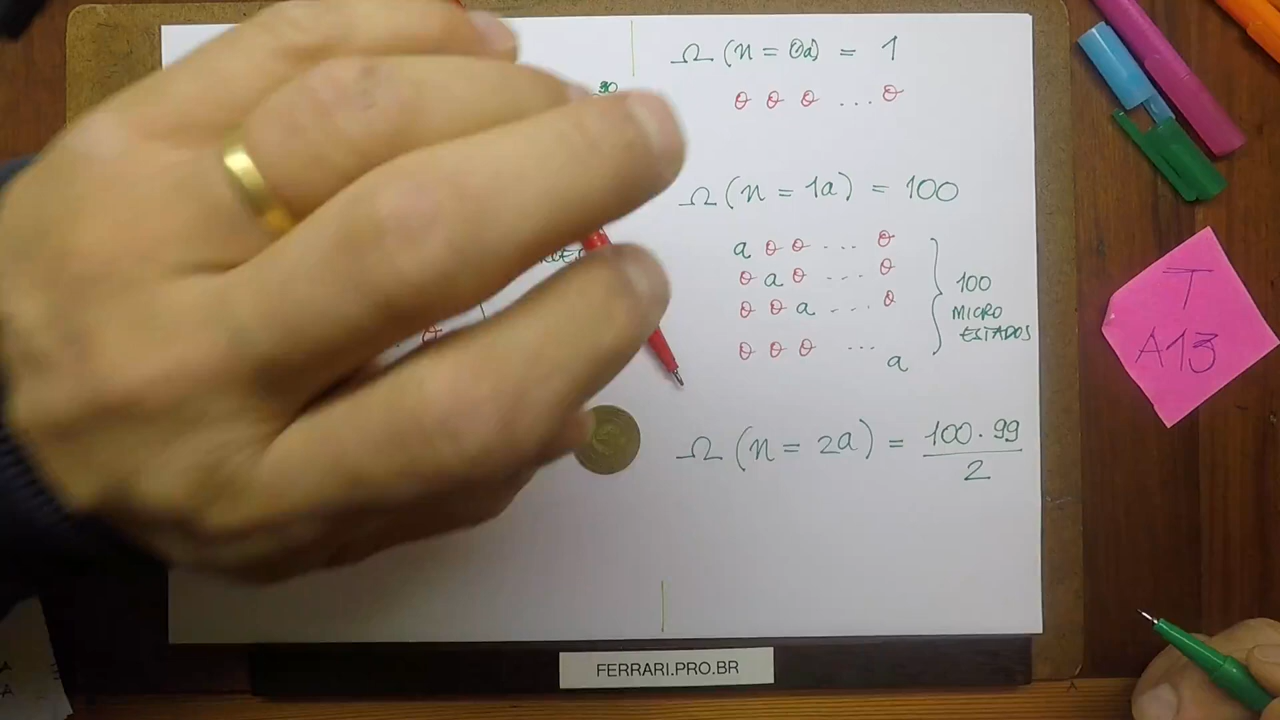 Ω (n = 0a) = 1
θ θ θ ... θ
Ω (n = 1a) = 100
a θ θ ... θ
θ a θ ... θ
θ θ a ... θ
θ θ θ ... a
100
MICRO
ESTADOS
Ω (n = 2a) = 100 · 99
2
T
A13
FERRARI.PRO.BR